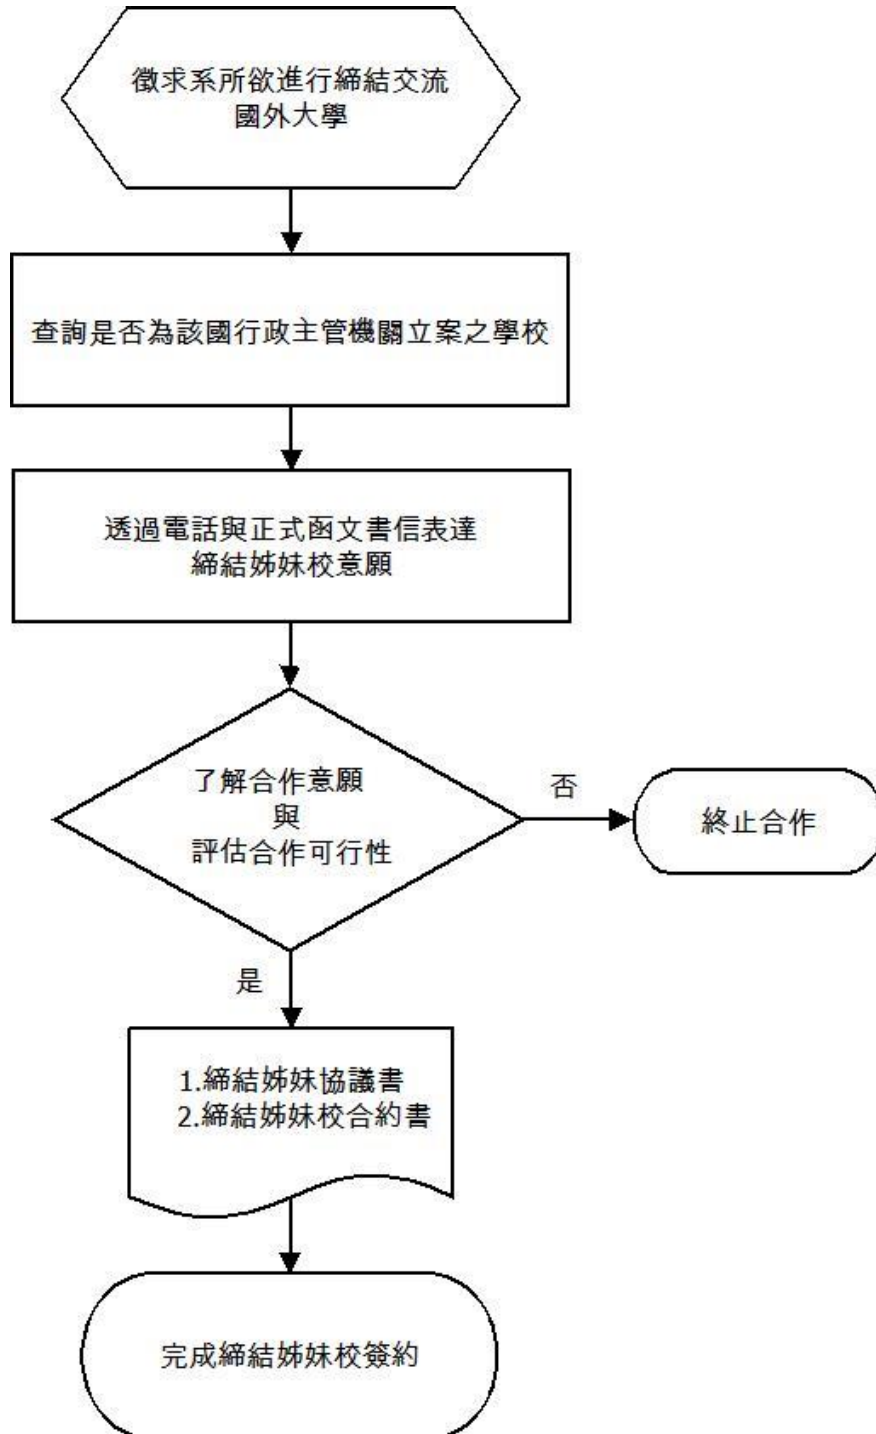 徵求系所欲進行締結交流
國外大學
查詢是否為該國行政主管機關立案之學校
透過電話與正式函文書信表達
締結姊妹校意願
了解合作意願
與
評估合作可行性
否
終止合作
是
1.締結姊妹協議書
2.締結姊妹校合約書
完成締結姊妹校簽約